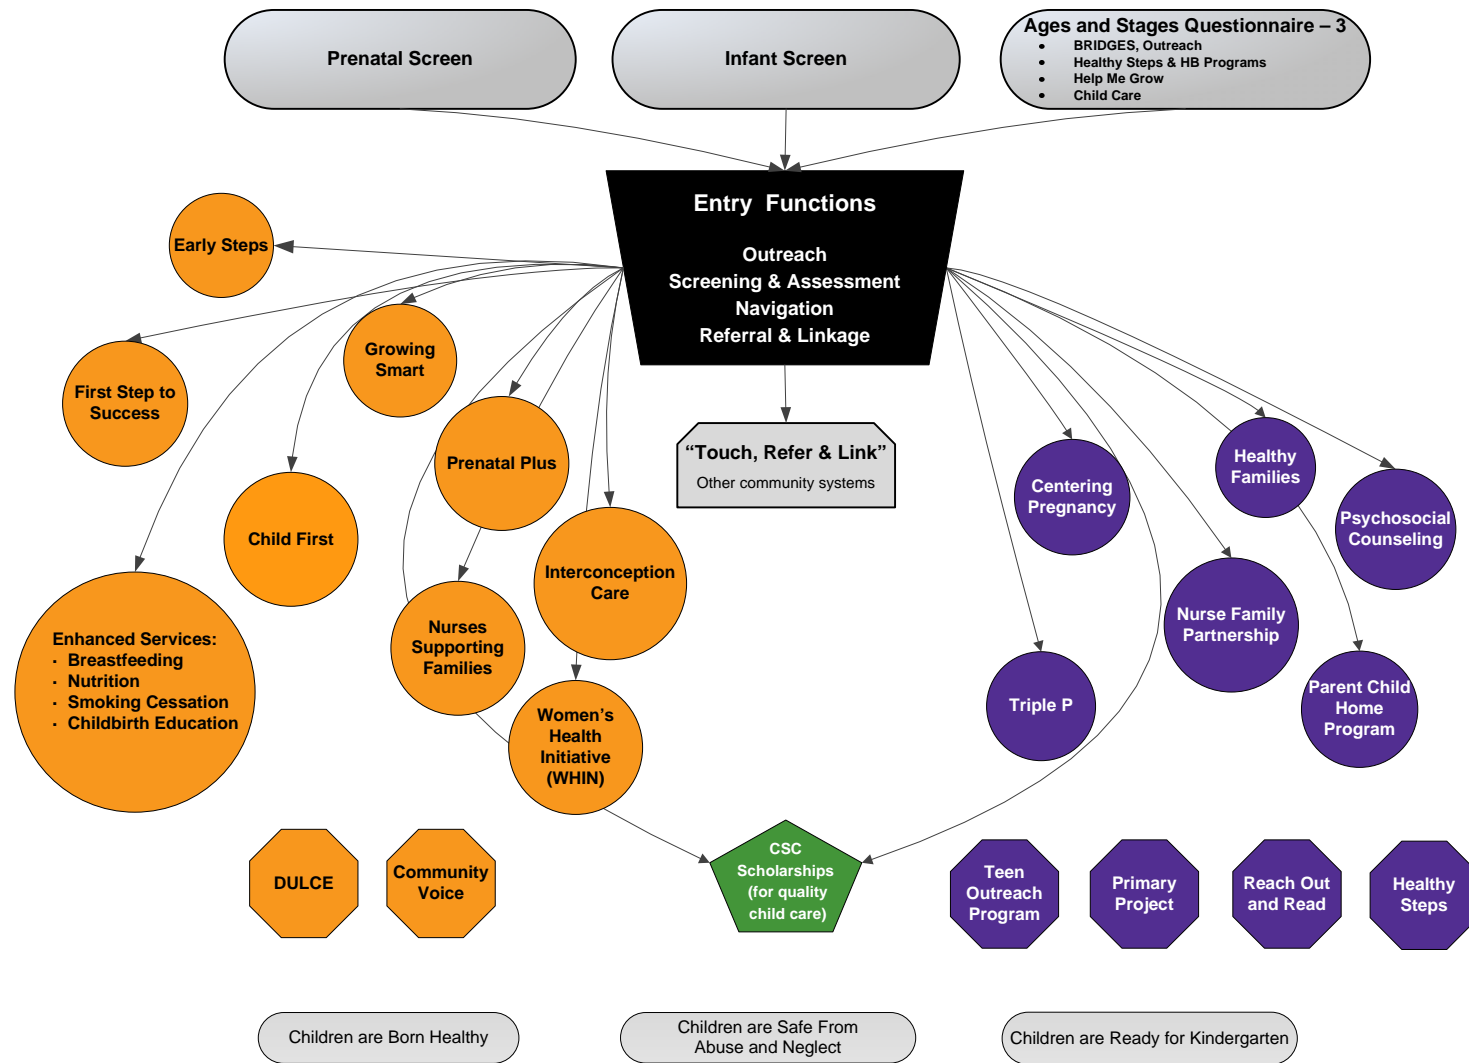 Prenatal Screen
Infant Screen
Ages and Stages Questionnaire – 3
• BRIDGES, Outreach
• Healthy Steps & HB Programs
• Help Me Grow
• Child Care
Entry Functions
Outreach
Screening & Assessment
Navigation
Referral & Linkage
Early Steps
Growing
Smart
First Step to
Success
Prenatal Plus
“Touch, Refer & Link”
Other community systems
Centering
Pregnancy
Healthy
Families
Psychosocial
Counseling
Child First
Interconception
Care
Enhanced Services:
· Breastfeeding
· Nutrition
· Smoking Cessation
· Childbirth Education
Nurses
Supporting
Families
Nurse Family
Partnership
Triple P
Parent Child
Home
Program
Women’s
Health
Initiative
(WHIN)
DULCE
Community
Voice
CSC
Scholarships
(for quality
child care)
Teen
Outreach
Program
Primary
Project
Reach Out
and Read
Healthy
Steps
Children are Born Healthy
Children are Safe From
Abuse and Neglect
Children are Ready for Kindergarten